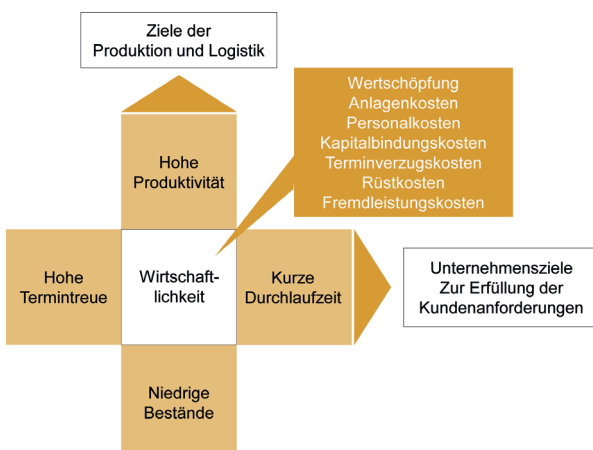 Ziele der
Produktion und Logistik
Wertschöpfung
Anlagenkosten
Personalkosten
Kapitalbindungskosten
Terminverzugskosten
Rüstkosten
Fremdleistungskosten
Hohe
Produktivität
Hohe
Termintreue
Wirtschaft-
lichkeit
Kurze
Durchlaufzeit
Unternehmensziele
Zur Erfüllung der
Kundenanforderungen
Niedrige
Bestände